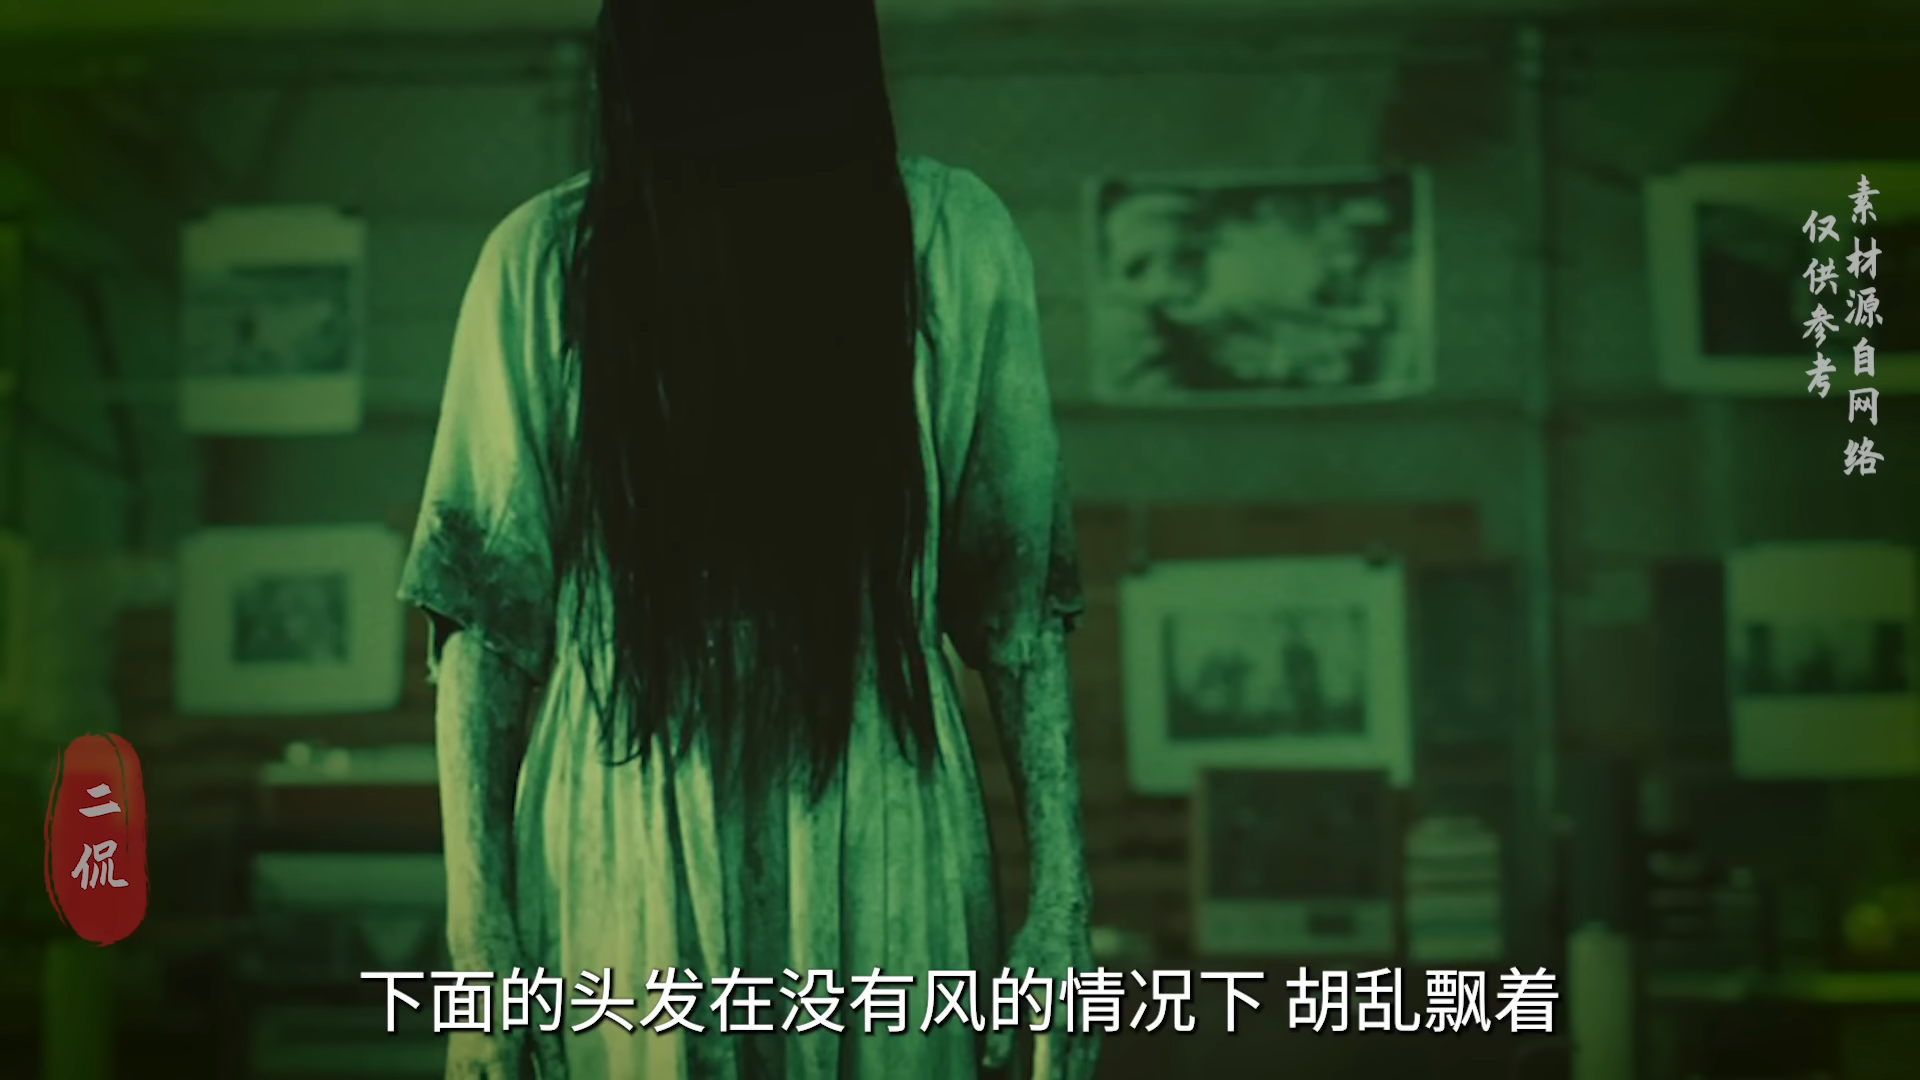 素材源自网络
仅供参考
二侃
下面的头发在没有风的情况下 胡乱飘着